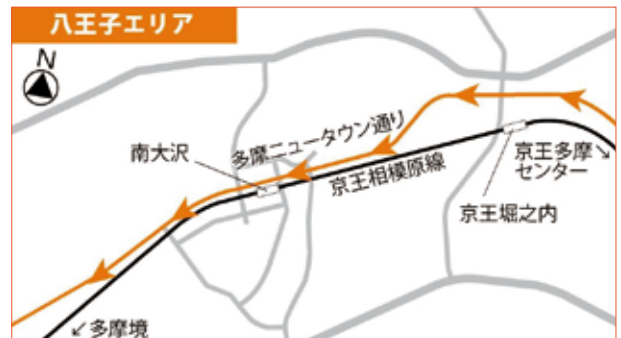 八王子エリア
N
南大沢
多摩ニュータウン通り
京王相模原線
京王多摩↘
センター
京王堀之内
↙多摩境